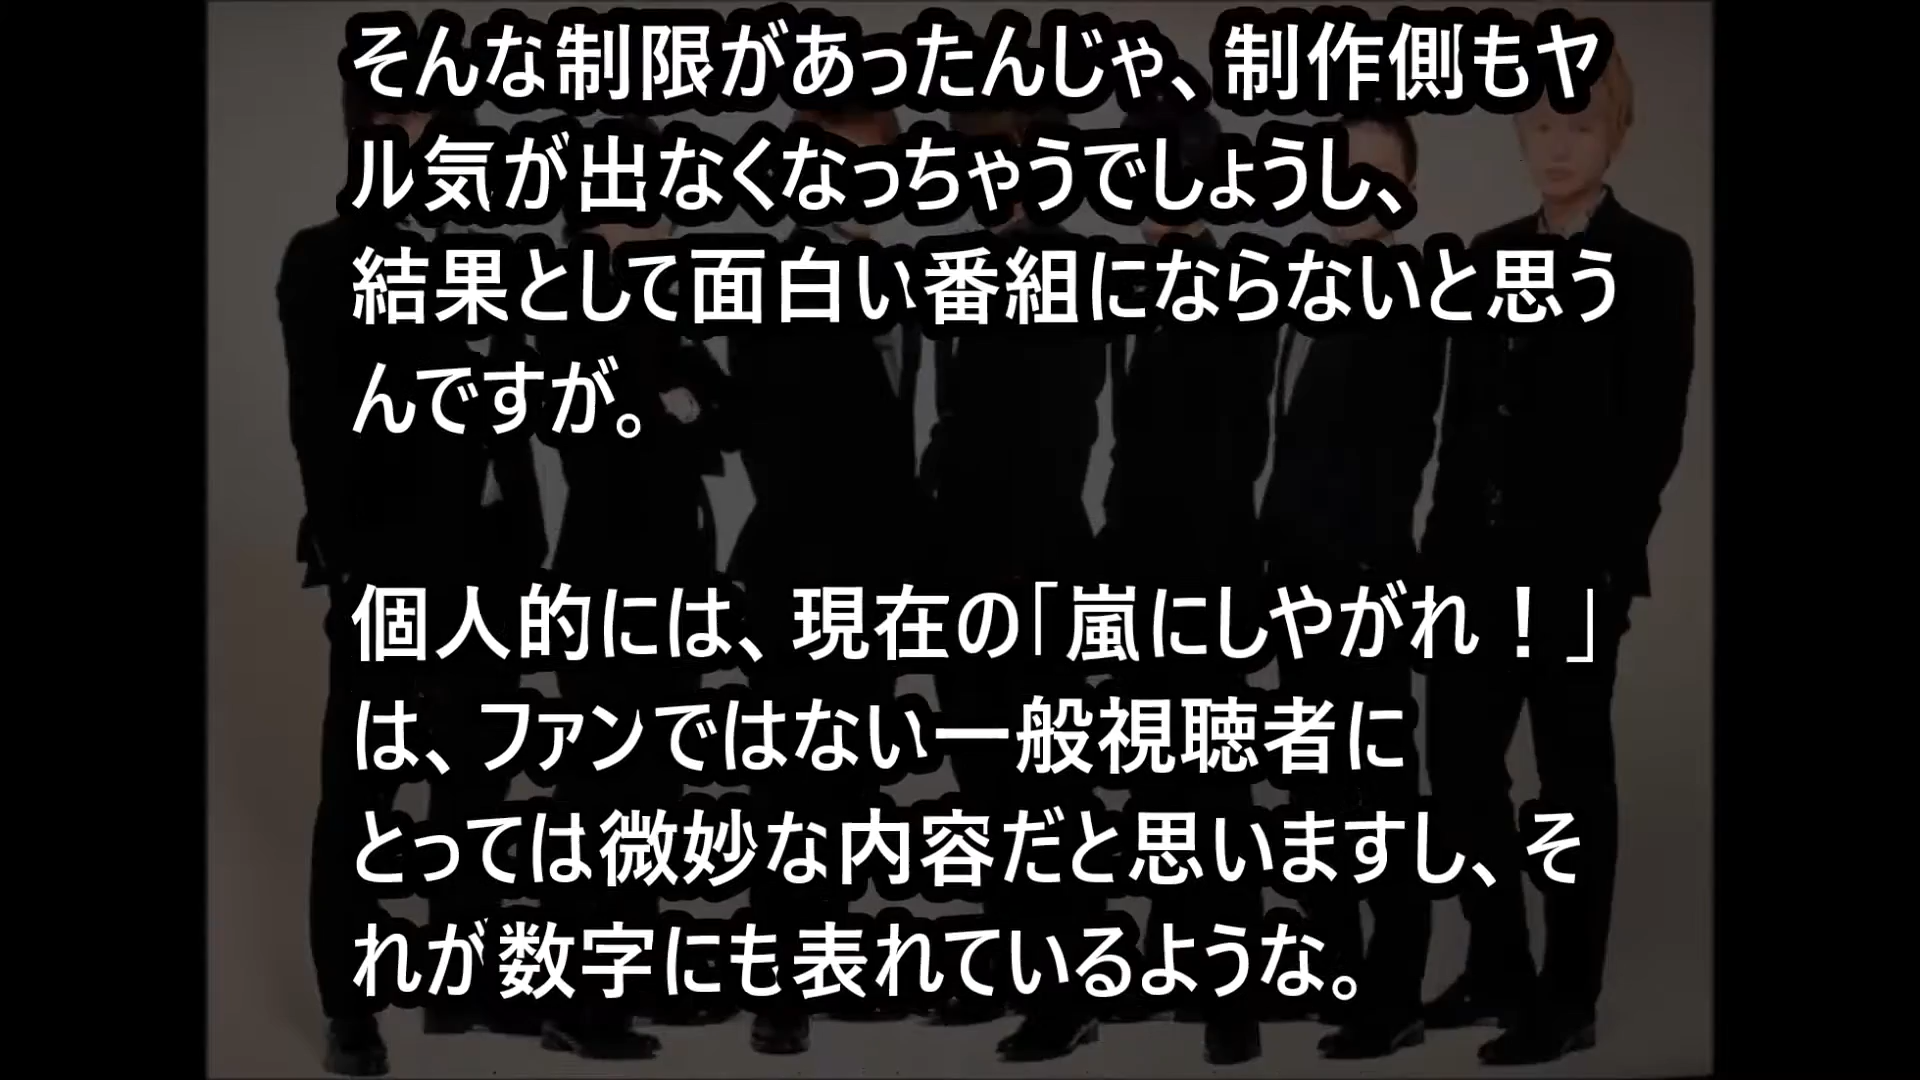 そんな制限があったんじゃ、制作側もヤ
ル気が出なくなっちゃうでしょうし、
結果として面白い番組にならないと思う
んですが。
個人的には、現在の「嵐にしやがれ！」
は、ファンではない一般視聴者に
とっては微妙な内容だと思いますし、そ
れが数字にも表れているような。